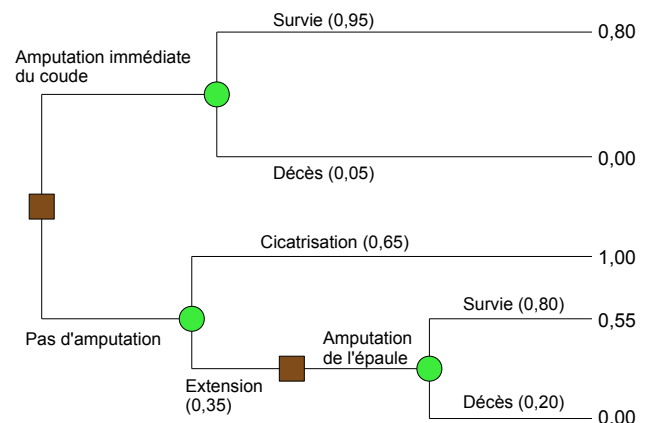 Survie (0,95)
0,80
Amputation immédiate
du coude
0,00
Décès (0,05)
Cicatrisation (0,65)
1,00
Pas d'amputation
Survie (0,80)
0,55
Amputation
de l'épaule
Extension
(0,35)
Décès (0,20)
0,00